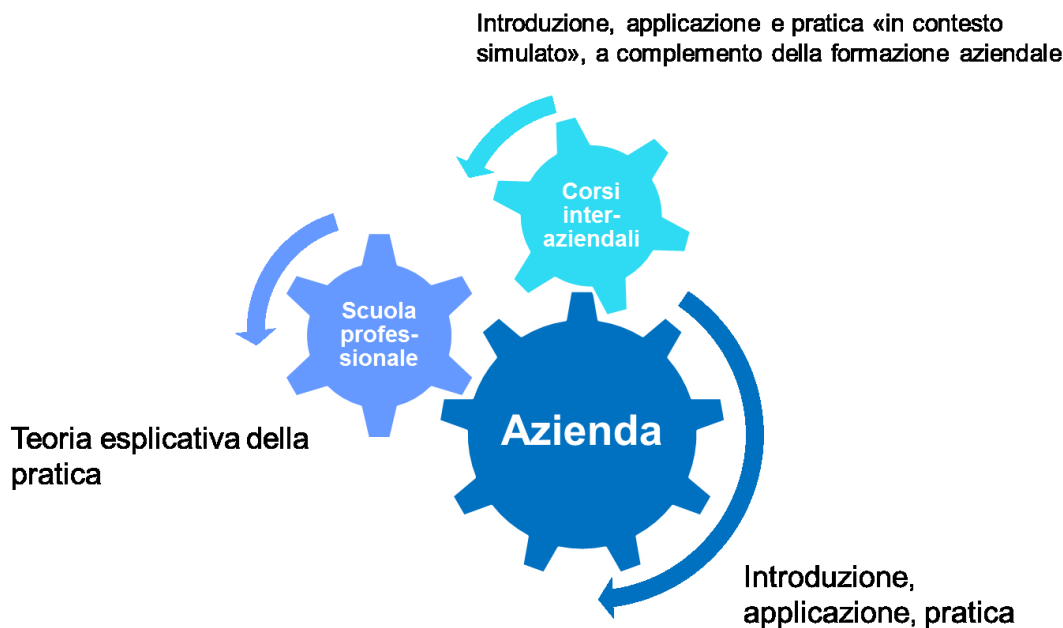 Introduzione, applicazione e pratica «in contesto
simulato», a complemento della formazione aziendale
Corsi
inter-
aziendali
Scuola
profes-
sionale
Azienda
Teoria esplicativa della
pratica
Introduzione,
applicazione, pratica